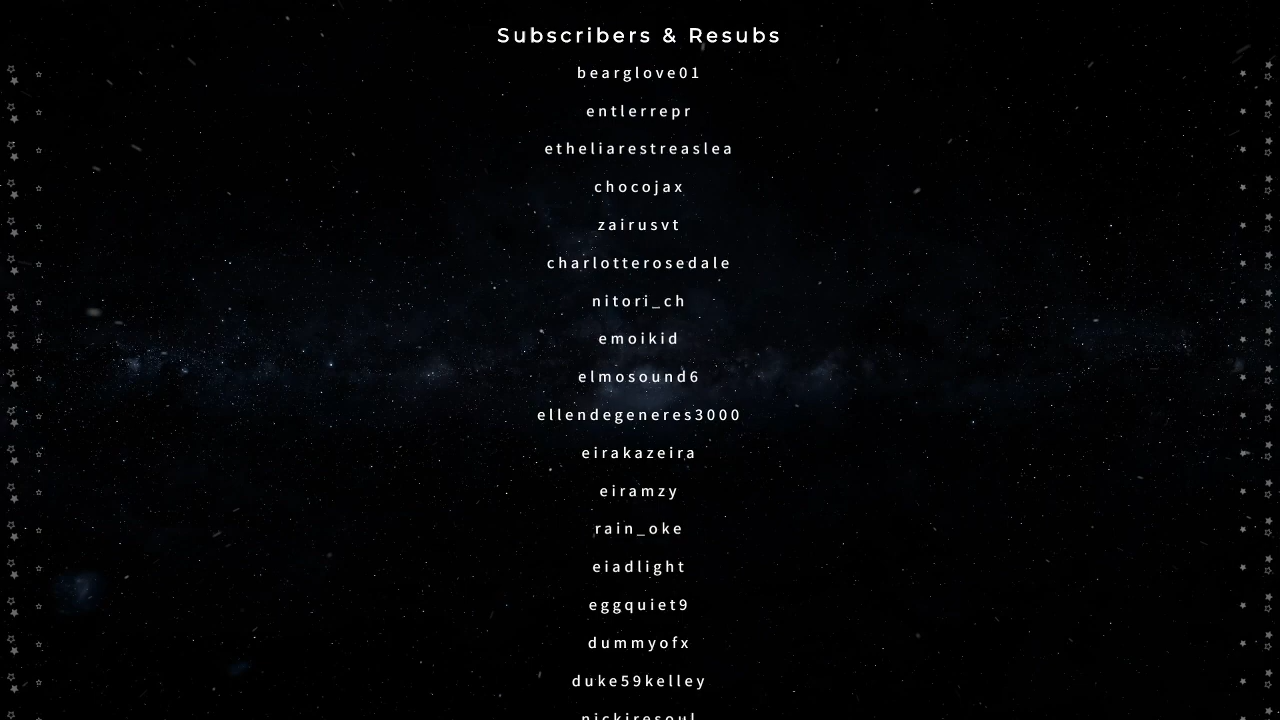 Subscribers & Resubs
bearglove01
entlerrepr
etheliarestreaslea
chocojax
zairusvt
charlotterosedale
nitori_ch
emoikid
elmosound6
ellendegeneres3000
eirakazeira
eiramzy
rain_oke
eiadlight
eggquiet9
dummyofx
duke59kelley
nickiresoul